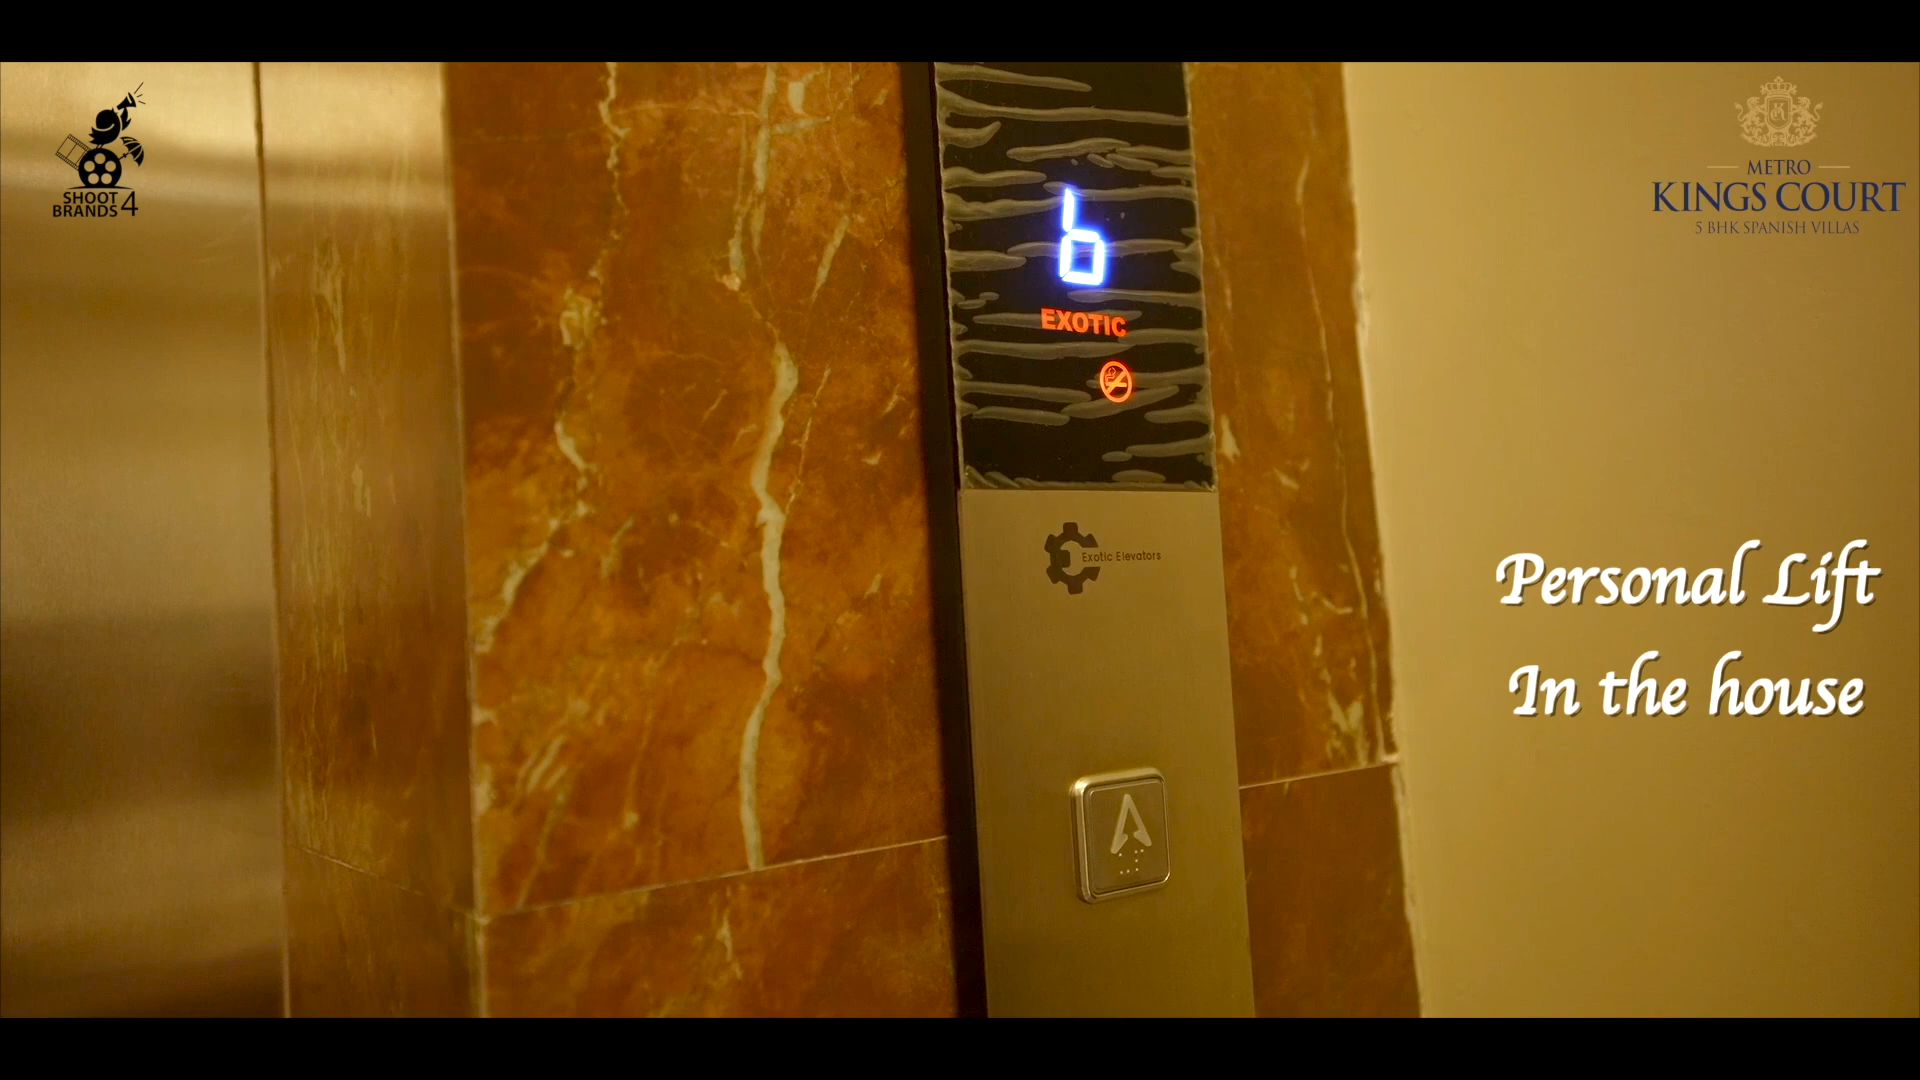 SHOOT
BRANDS 4
METRO
KINGS COURT
5 BHK SPANISH VILLAS
b
EXOTIC
Exotic Elevators
Personal Lift
In the house